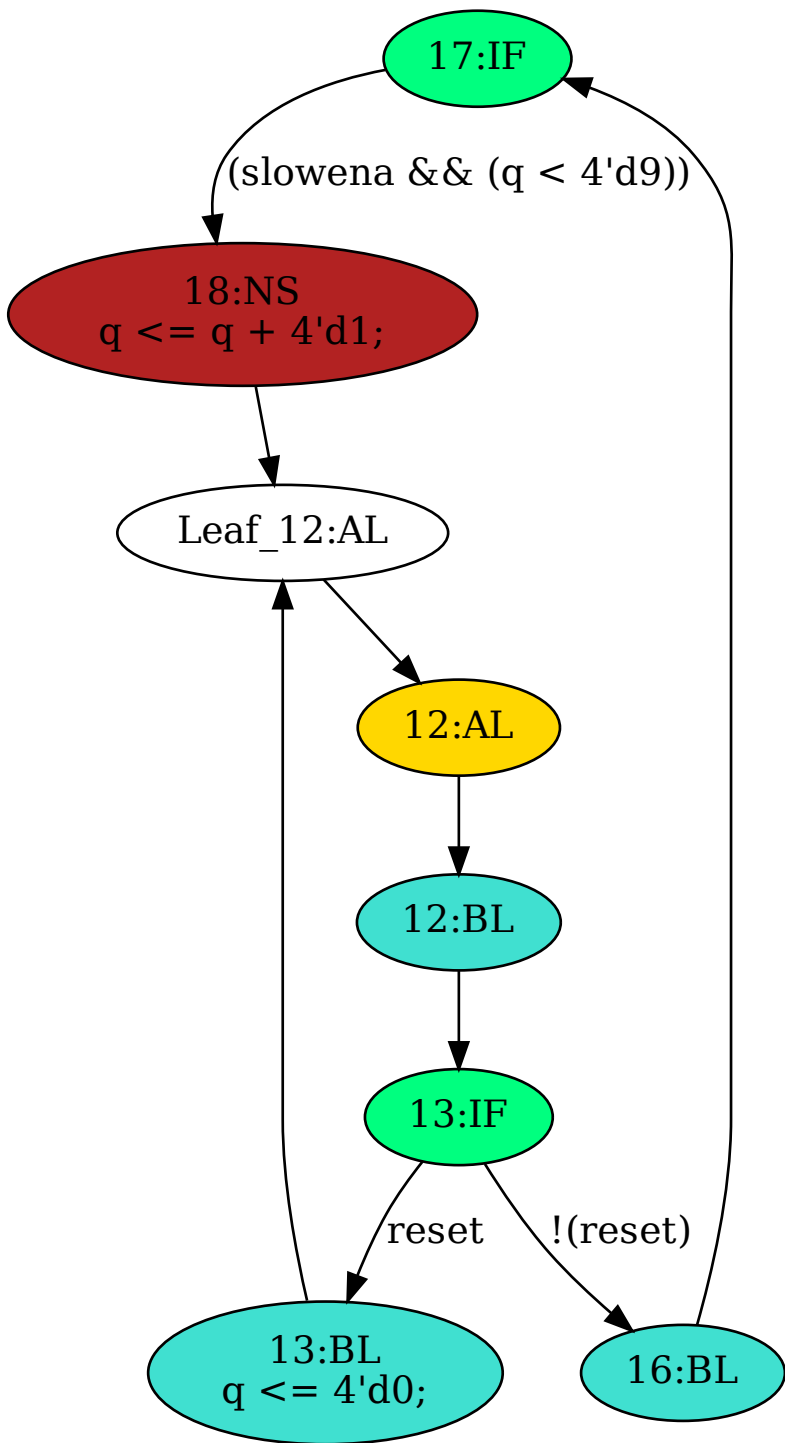 17:IF
(slowena && (q < 4'd9))
18:NS
q <= q + 4'd1;
Leaf_12:AL
12:AL
12:BL
13:IF
reset
!(reset)
13:BL
q <= 4'd0;
16:BL